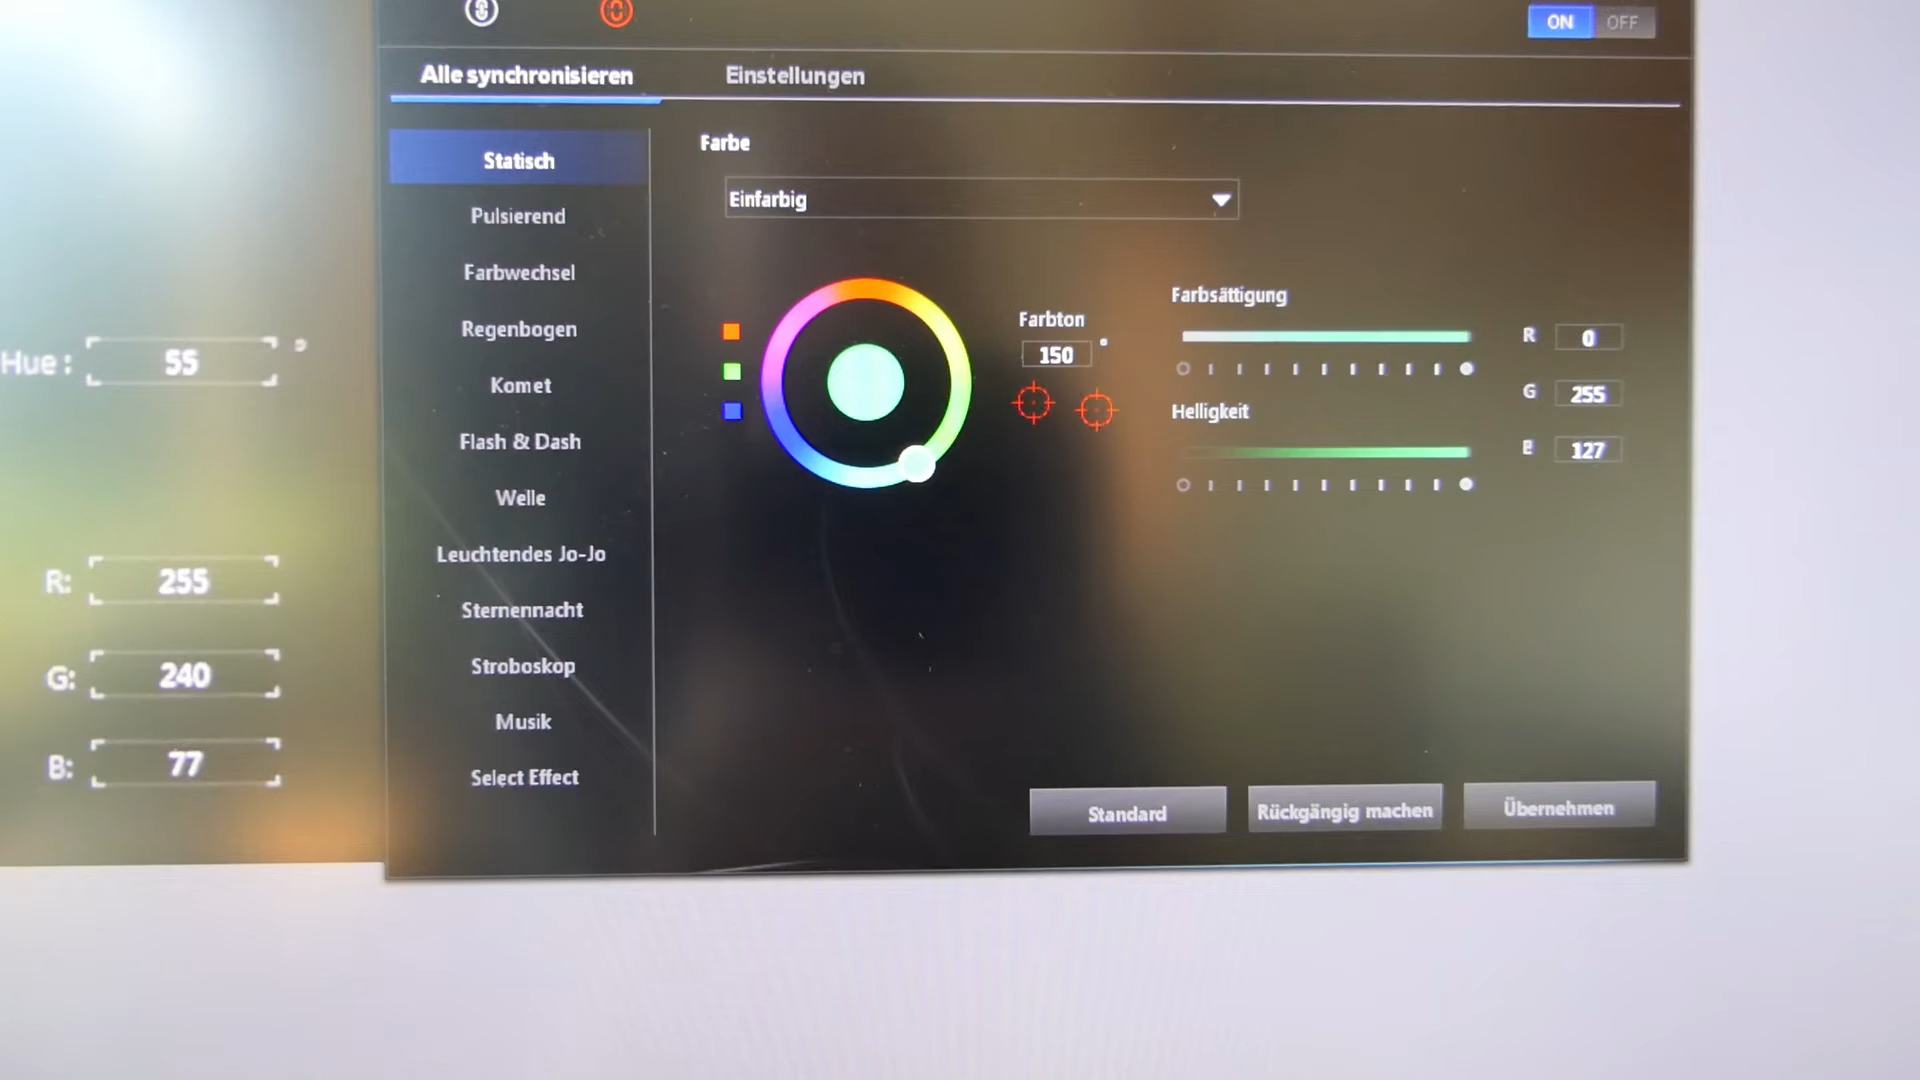 ON OFF
Alle synchronisieren
Einstellungen
Statisch
Pulsierend
Farbwechsel
Regenbogen
Komet
Flash & Dash
Welle
Leuchtendes Jo-Jo
Sternennacht
Stroboskop
Musik
Select Effect
Farbe
Einfarbig
Farbton
150
Farbsättigung
Helligkeit
R 0
G 255
B 127
Standard
Rückgängig machen
Übernehmen
Hue : 55 °
R: 255
G: 240
B: 77